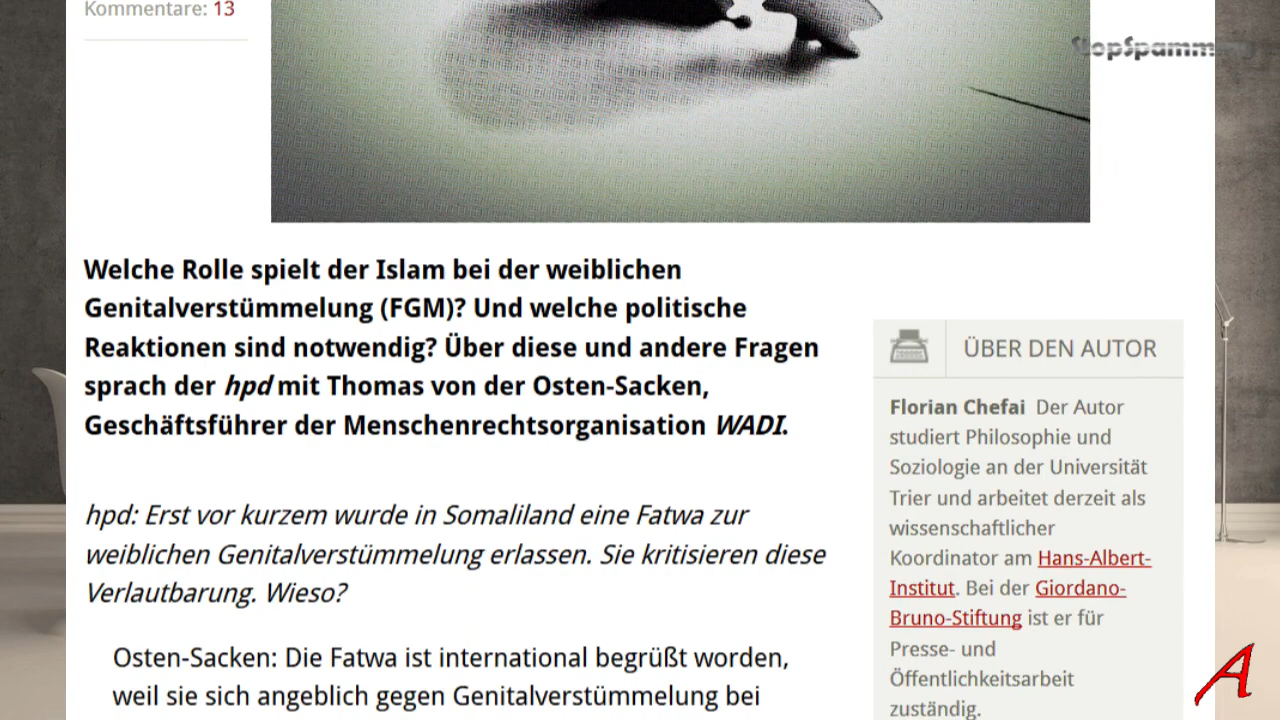 Kommentare: 13
StopSpamming
Welche Rolle spielt der Islam bei der weiblichen
Genitalverstümmelung (FGM)? Und welche politische
Reaktionen sind notwendig? Über diese und andere Fragen
sprach der hpd mit Thomas von der Osten-Sacken,
Geschäftsführer der Menschenrechtsorganisation WADI.
hpd: Erst vor kurzem wurde in Somaliland eine Fatwa zur
weiblichen Genitalverstümmelung erlassen. Sie kritisieren diese
Verlautbarung. Wieso?
Osten-Sacken: Die Fatwa ist international begrüßt worden,
weil sie sich angeblich gegen Genitalverstümmelung bei
ÜBER DEN AUTOR
Florian Chefai Der Autor
studiert Philosophie und
Soziologie an der Universität
Trier und arbeitet derzeit als
wissenschaftlicher
Koordinator am Hans-Albert-
Institut. Bei der Giordano-
Bruno-Stiftung ist er für
Presse- und
Öffentlichkeitsarbeit
zuständig.
A